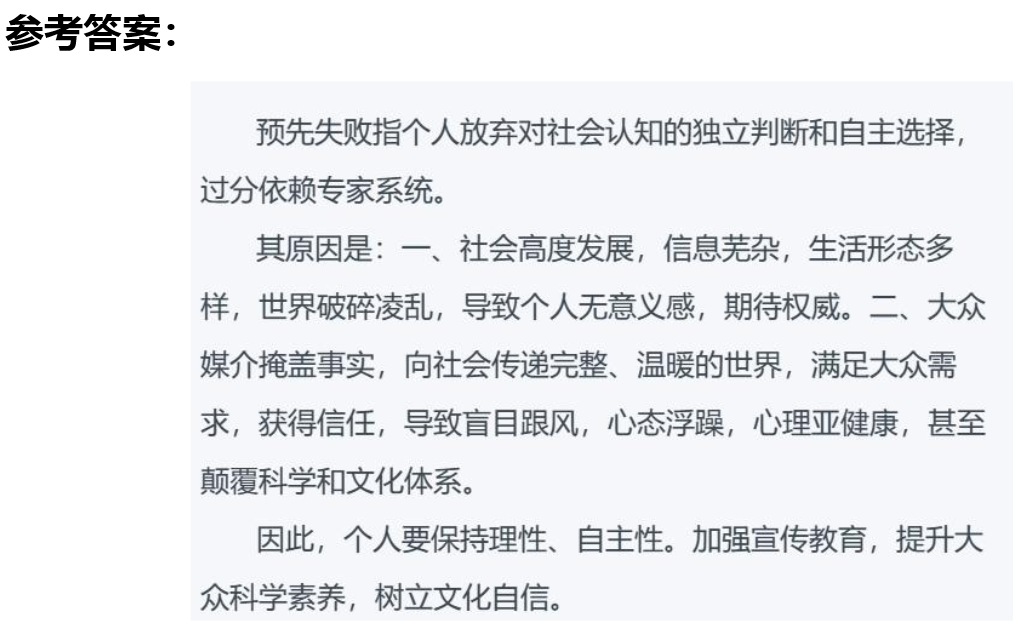 参考答案：
预先失败指个人放弃对社会认知的独立判断和自主选择，
过分依赖专家系统。
其原因是：一、社会高度发展，信息芜杂，生活形态多
样，世界破碎凌乱，导致个人无意义感，期待权威。二、大众
媒介掩盖事实，向社会传递完整、温暖的世界，满足大众需
求，获得信任，导致盲目跟风，心态浮躁，心理亚健康，甚至
颠覆科学和文化体系。
因此，个人要保持理性、自主性。加强宣传教育，提升大
众科学素养，树立文化自信。